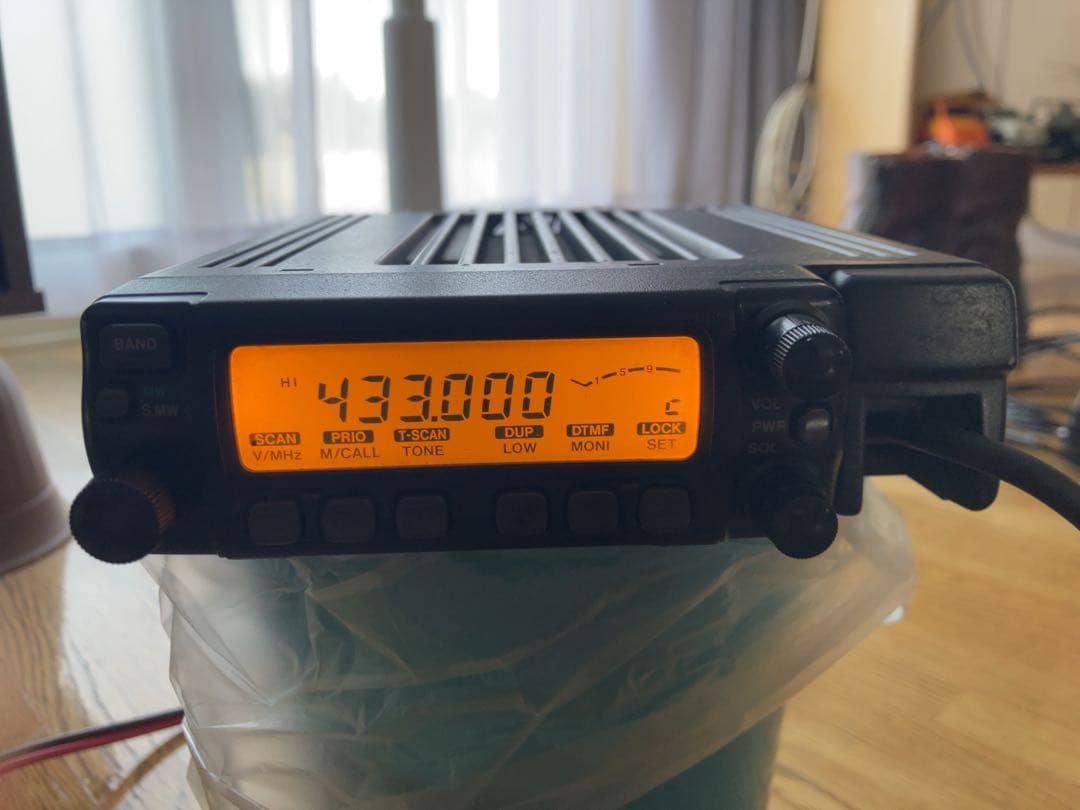 BAND
MW
S.MW
HI 433.000 1 5 9
C
SCAN PRIO T-SCAN DUP DTMF LOCK
V/MHz M/CALL TONE LOW MONI SET
VOL
PWR
SQL